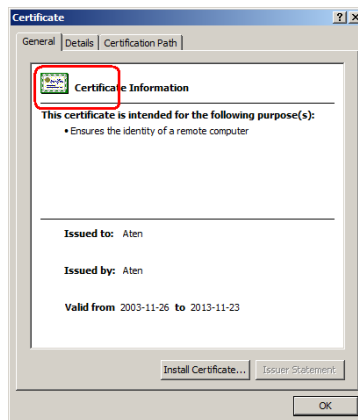 Certificate
General Details Certification Path
Certificate Information
This certificate is intended for the following purpose(s):
• Ensures the identity of a remote computer
Issued to: Aten
Issued by: Aten
Valid from 2003-11-26 to 2013-11-23
Install Certificate... Issuer Statement
OK